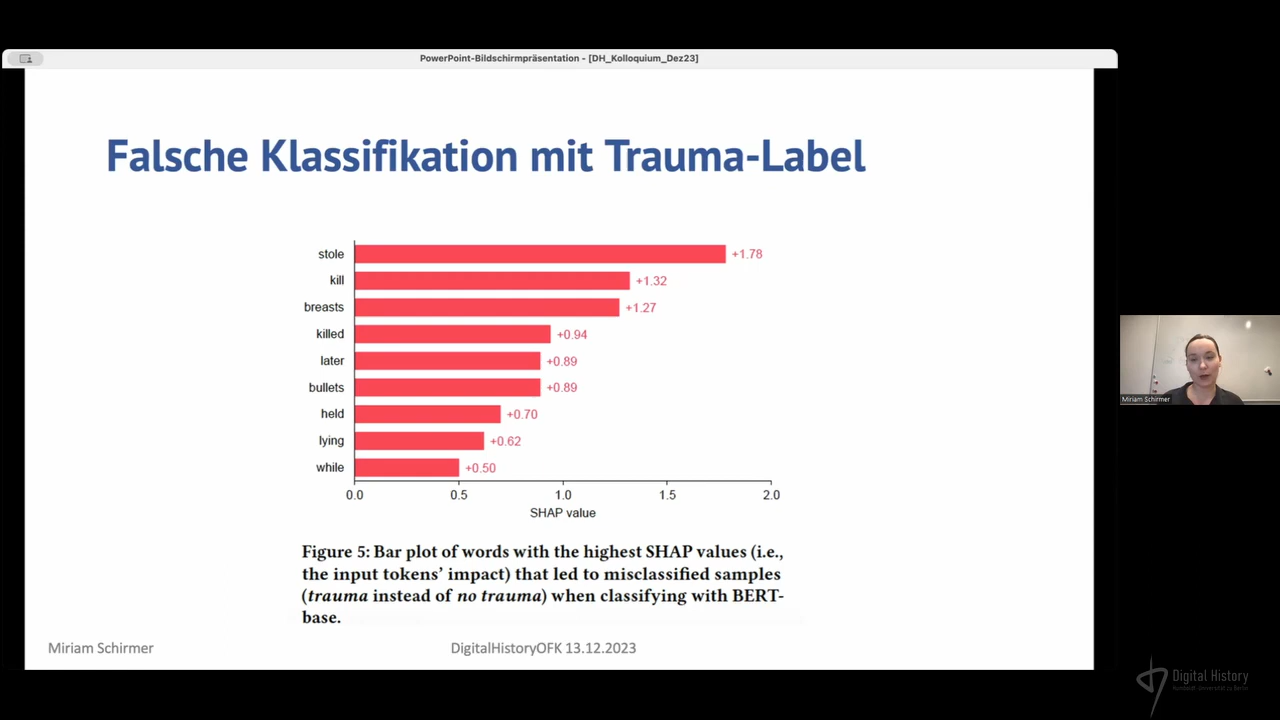 PowerPoint-Bildschirmpräsentation - [DH_Kolloquium_Dez23]
Falsche Klassifikation mit Trauma-Label
stole +1.78
kill +1.32
breasts +1.27
killed +0.94
later +0.89
bullets +0.89
held +0.70
lying +0.62
while +0.50
0.0 0.5 1.0 1.5 2.0
SHAP value
Figure 5: Bar plot of words with the highest SHAP values (i.e.,
the input tokens' impact) that led to misclassified samples
(trauma instead of no trauma) when classifying with BERT-
base.
Miriam Schirmer DigitalHistoryOFK 13.12.2023
Miriam Schirmer
Digital History
Humboldt-Universität zu Berlin